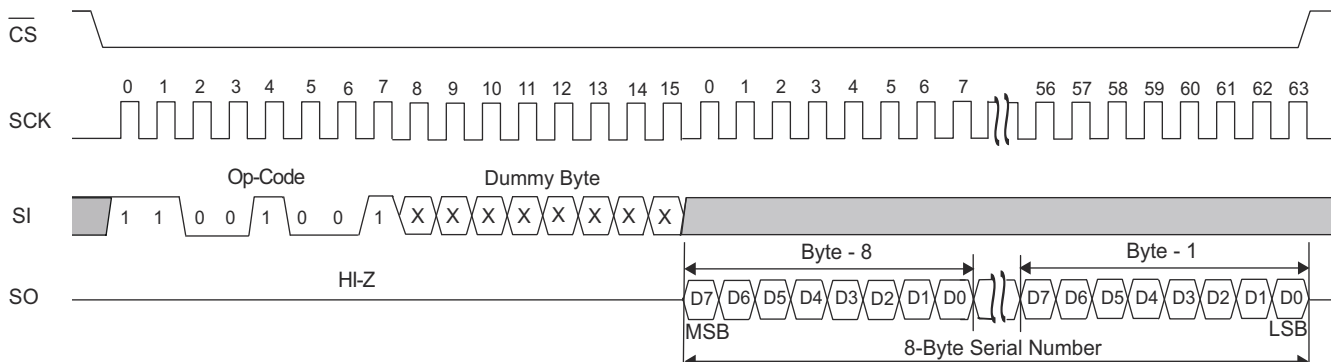 CS
0 1 2 3 4 5 6 7 8 9 10 11 12 13 14 15 0 1 2 3 4 5 6 7 56 57 58 59 60 61 62 63
SCK
Op-Code Dummy Byte
SI 1 1 0 0 1 0 0 1 X X X X X X X X
Byte - 8 Byte - 1
HI-Z
SO D7 D6 D5 D4 D3 D2 D1 D0 D7 D6 D5 D4 D3 D2 D1 D0
MSB LSB
8-Byte Serial Number